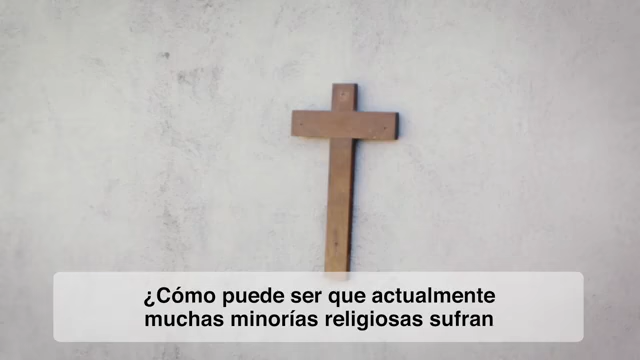 ¿Cómo puede ser que actualmente
muchas minorías religiosas sufran